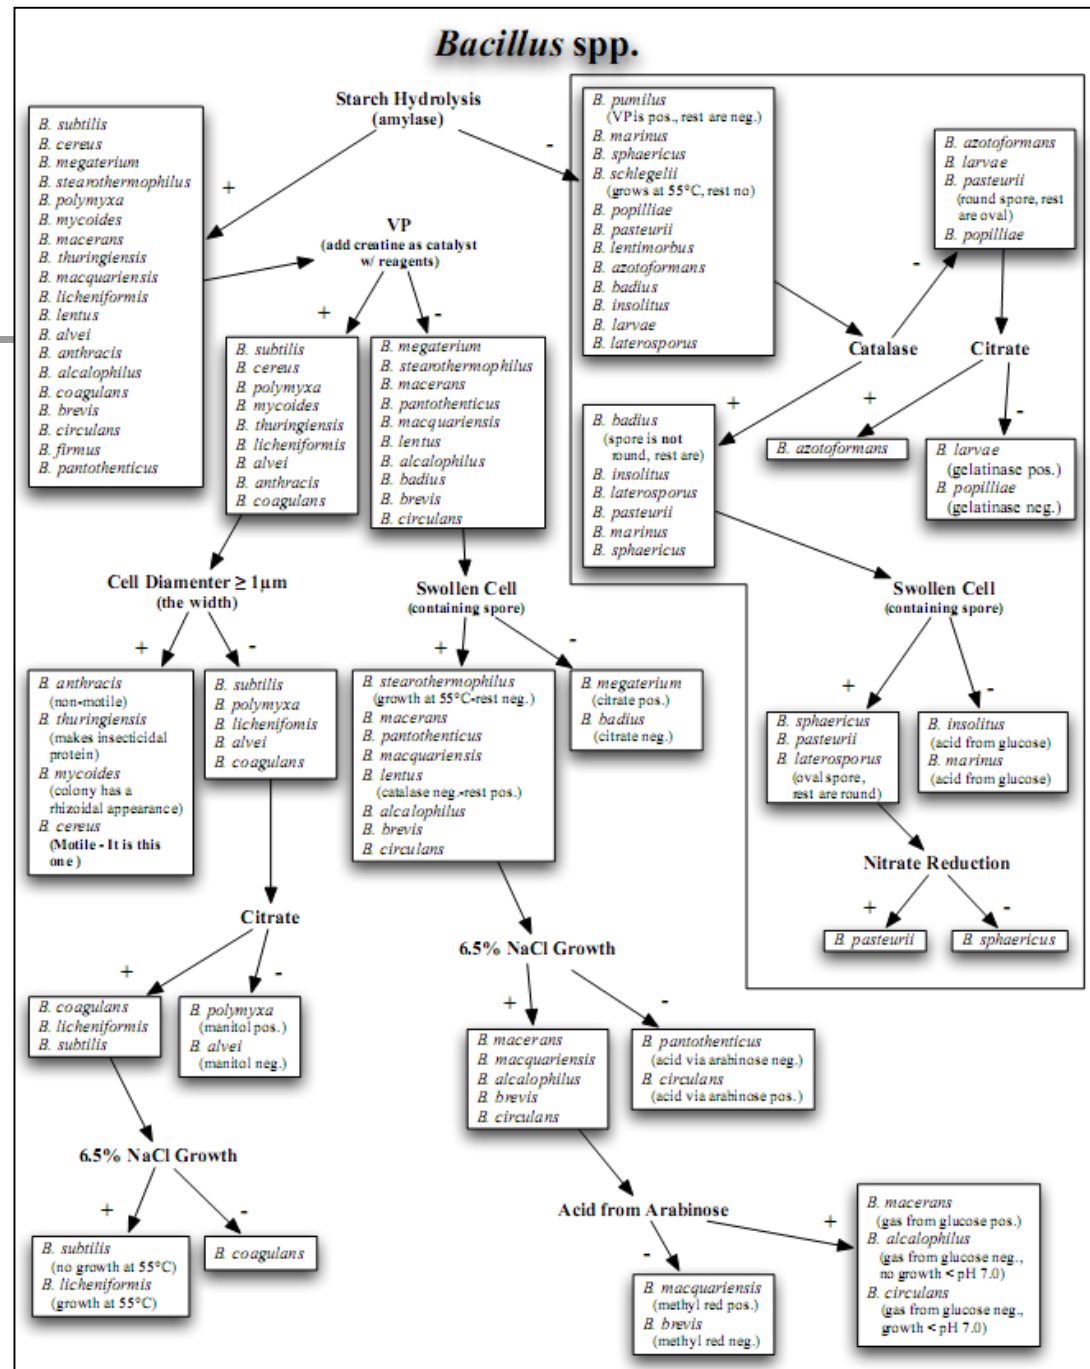 Bacillus spp.
Starch Hydrolysis
(amylase)
+
-
B. subtilis
B. cereus
B. megaterium
B. stearothermophilus
B. polymyxa
B. mycoides
B. macerans
B. thuringiensis
B. macquariensis
B. licheniformis
B. lentus
B. alvei
B. anthracis
B. alcalophilus
B. coagulans
B. brevis
B. circulans
B. firmus
B. pantothenticus
VP
(add creatine as catalyst
w/ reagents)
+
-
B. subtilis
B. cereus
B. polymyxa
B. mycoides
B. thuringiensis
B. licheniformis
B. alvei
B. anthracis
B. coagulans
B. megaterium
B. stearothermophilus
B. macerans
B. pantothenticus
B. macquariensis
B. lentus
B. alcalophilus
B. badius
B. brevis
B. circulans
Cell Diamenter ≥ 1µm
(the width)
+
-
B. anthracis
(non-motile)
B. thuringiensis
(makes insecticidal
protein)
B. mycoides
(colony has a
rhizoidal appearance)
B. cereus
(Motile - It is this
one )
B. subtilis
B. polymyxa
B. lichenifomis
B. alvei
B. coagulans
Citrate
+
-
B. coagulans
B. licheniformis
B. subtilis
B. polymyxa
(manitol pos.)
B. alvei
(manitol neg.)
6.5% NaCl Growth
+
-
B. subtilis
(no growth at 55°C)
B. licheniformis
(growth at 55°C)
B. coagulans
Swollen Cell
(containing spore)
+
-
B. stearothermophilus
(growth at 55°C-rest neg.)
B. macerans
B. pantothenticus
B. macquariensis
B. lentus
(catalase neg.-rest pos.)
B. alcalophilus
B. brevis
B. circulans
B. megaterium
(citrate pos.)
B. badius
(citrate neg.)
6.5% NaCl Growth
+
-
B. macerans
B. macquariensis
B. alcalophilus
B. brevis
B. circulans
B. pantothenticus
(acid via arabinose neg.)
B. circulans
(acid via arabinose pos.)
Acid from Arabinose
-
+
B. macquariensis
(methyl red pos.)
B. brevis
(methyl red neg.)
B. macerans
(gas from glucose pos.)
B. alcalophilus
(gas from glucose neg.,
no growth < pH 7.0)
B. circulans
(gas from glucose neg.,
growth < pH 7.0)
B. pumilus
(VP is pos., rest are neg.)
B. marinus
B. sphaericus
B. schlegelii
(grows at 55°C, rest no)
B. popilliae
B. pasteurii
B. lentimorbus
B. azotoformans
B. badius
B. insolitus
B. larvae
B. laterosporus
Catalase
-
+
B. azotoformans
B. larvae
B. pasteurii
(round spore, rest
are oval)
B. popilliae
Citrate
+
-
B. azotoformans
B. larvae
(gelatinase pos.)
B. popilliae
(gelatinase neg.)
B. badius
(spore is not
round, rest are)
B. insolitus
B. laterosporus
B. pasteurii
B. marinus
B. sphaericus
Swollen Cell
(containing spore)
+
-
B. sphaericus
B. pasteurii
B. laterosporus
(oval spore,
rest are round)
B. insolitus
(acid from glucose)
B. marinus
(acid from glucose)
Nitrate Reduction
+
-
B. pasteurii
B. sphaericus